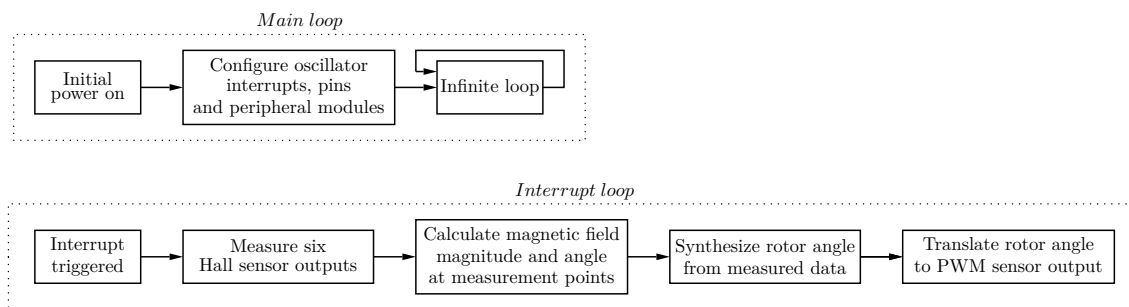 Main loop
Initial
power on
Configure oscillator
interrupts, pins
and peripheral modules
Infinite loop
Interrupt loop
Interrupt
triggered
Measure six
Hall sensor outputs
Calculate magnetic field
magnitude and angle
at measurement points
Synthesize rotor angle
from measured data
Translate rotor angle
to PWM sensor output